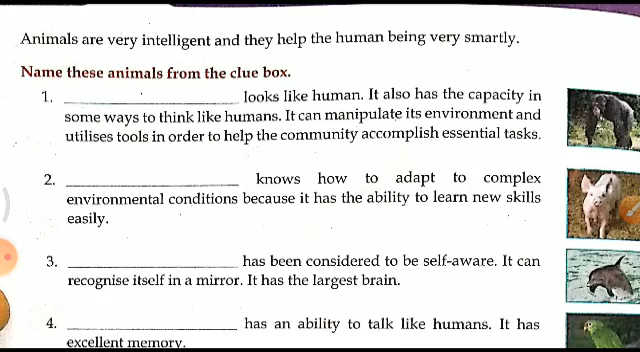 Animals are very intelligent and they help the human being very smartly.
Name these animals from the clue box.
1. ____________________ looks like human. It also has the capacity in
some ways to think like humans. It can manipulate its environment and
utilises tools in order to help the community accomplish essential tasks.
2. ____________________ knows how to adapt to complex
environmental conditions because it has the ability to learn new skills
easily.
3. ____________________ has been considered to be self-aware. It can
recognise itself in a mirror. It has the largest brain.
4. ____________________ has an ability to talk like humans. It has
excellent memory.